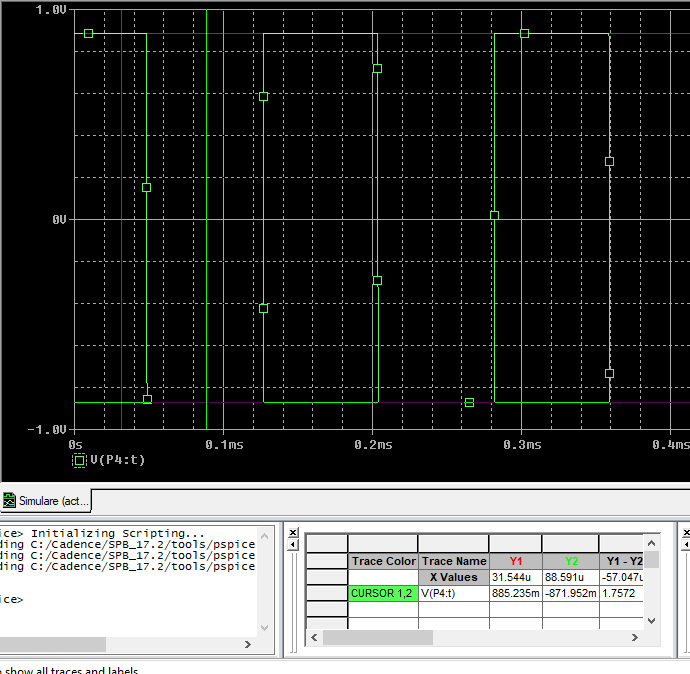 1.0V
0V
-1.0V
0s 0.1ms 0.2ms 0.3ms 0.4ms
V(P4:t)
Simulare (act...
ice> Initializing Scripting...
ding C:/Cadence/SPB_17.2/tools/pspice
ding C:/Cadence/SPB_17.2/tools/pspice
ding C:/Cadence/SPB_17.2/tools/pspice
ice>
Trace Color Trace Name Y1 Y2 Y1 - Y2
X Values 31.544u 88.591u -57.047u
CURSOR 1,2 V(P4:t) 885.235m -871.952m 1.7572
show all traces and labels